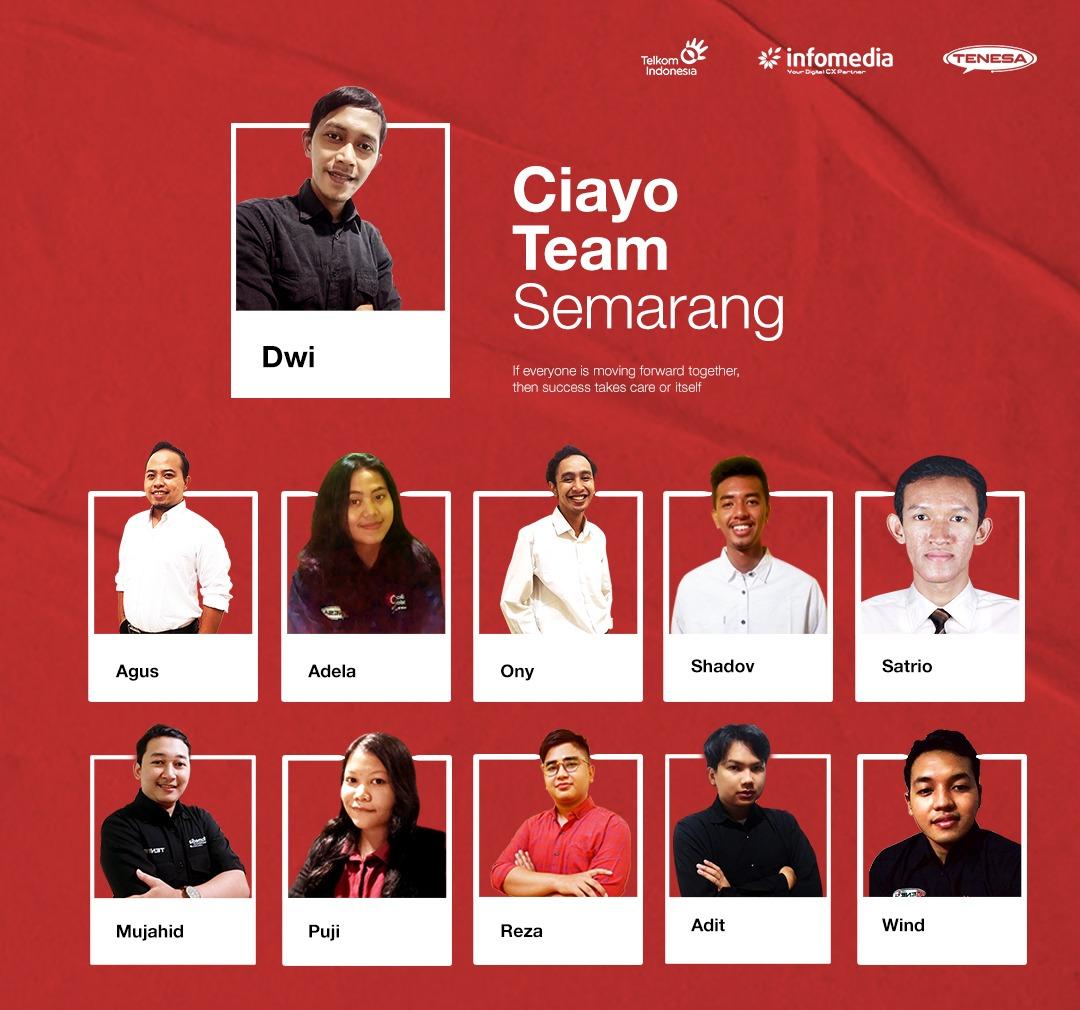 Telkom
Indonesia
infomedia
Your Digital CX Partner
TENESA
Ciayo
Team
Semarang
If everyone is moving forward together,
then success takes care or itself
Dwi
Agus
Adela
Ony
Shadov
Satrio
Mujahid
Puji
Reza
Adit
Wind